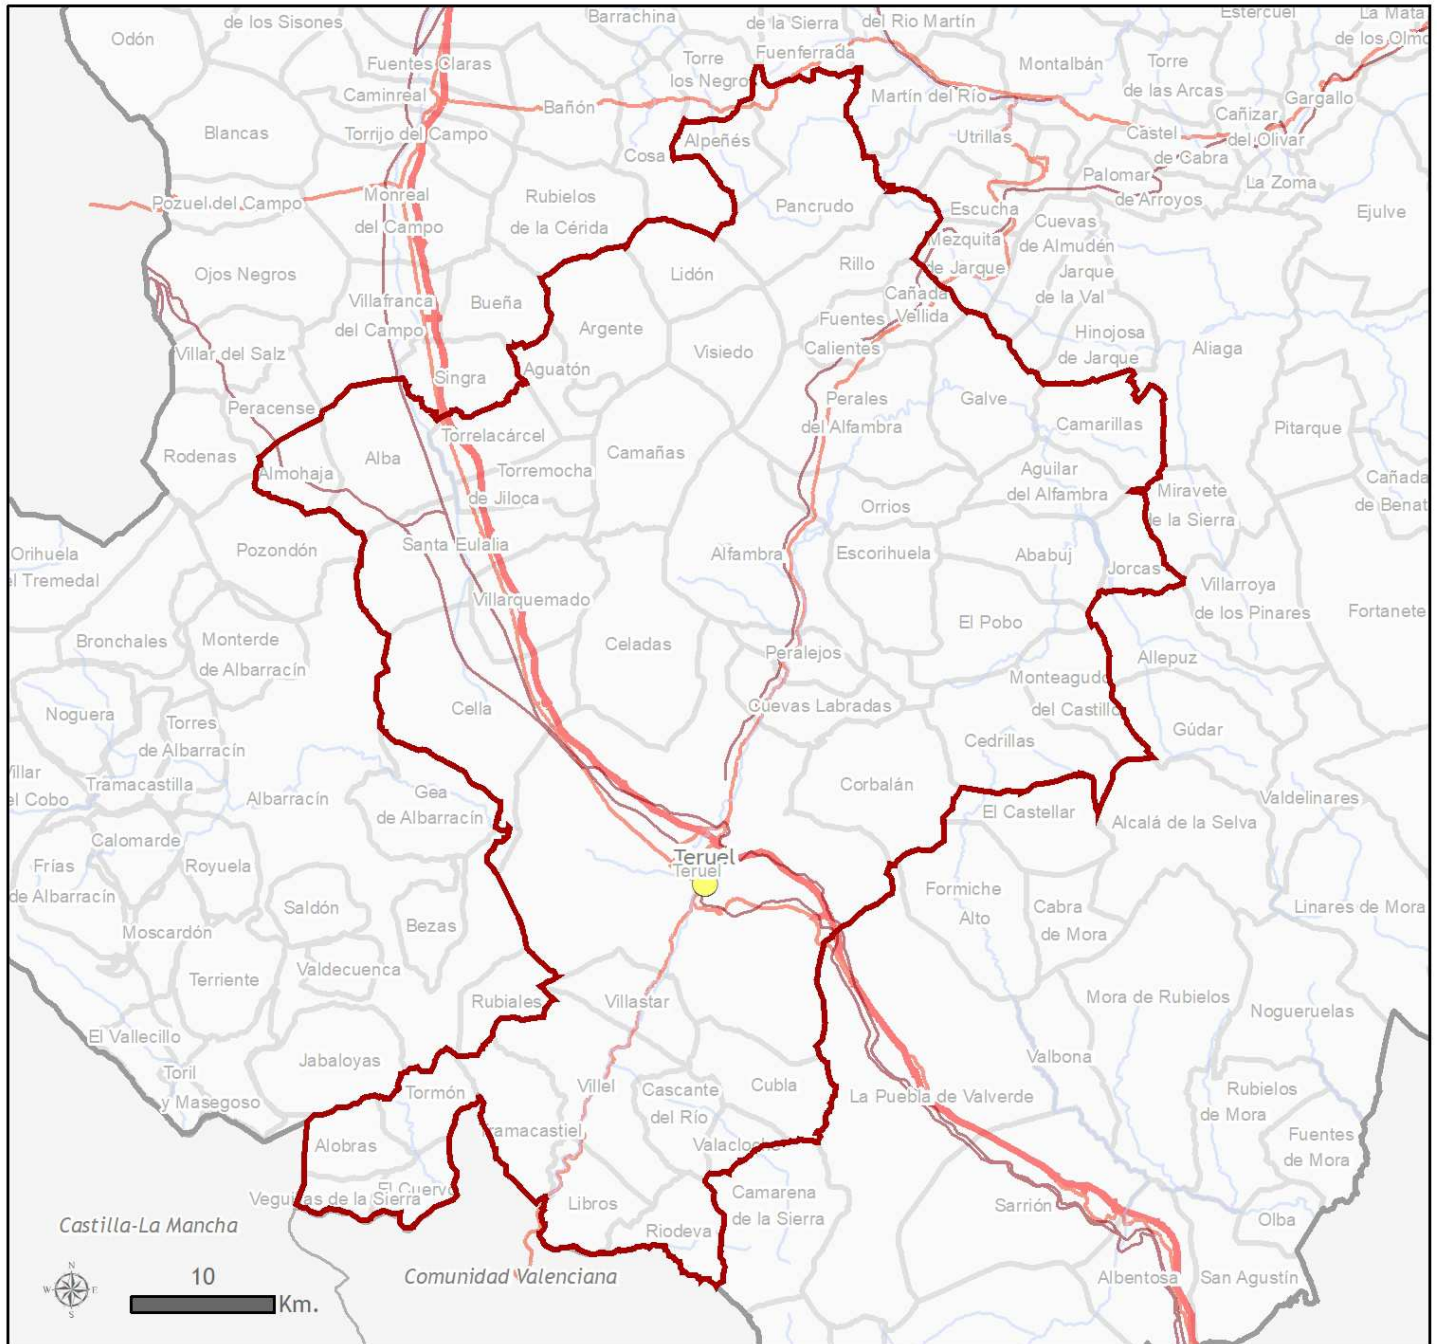 de los Sisones
Barrachina
de la Sierra
del Rio Martín
Estercuel
La Mata
de los Olmo
Odón
Fuentes Claras
Torre
los Negro
Fuenferrada
Montalbán
Torre
de las Arcas
Caminreal
Bañón
Martín del Río
Gargallo
Cañizar
del Olivar
Blancas
Torrijo del Campo
Cosa
Alpeñés
Utrillas
Castel
de Cabra
Palomar
de Arroyos
La Zoma
Pozuel del Campo
Monreal
del Campo
Rubielos
de la Cérida
Pancrudo
Escucha
Cuevas
de Almudén
Ejulve
Ojos Negros
Lidón
Rillo
Mezquita
de Jarque
Jarque
de la Val
Villafranca
del Campo
Bueña
Argente
Cañada
Vellida
Fuentes
Calientes
Hinojosa
de Jarque
Villar del Salz
Visiedo
Aliaga
Singra
Aguatón
Peracense
Perales
del Alfambra
Galve
Camarillas
Pitarque
Rodenas
Almohaja
Alba
Torrelacárcel
Torremocha
de Jiloca
Camañas
Aguilar
del Alfambra
Miravete
de la Sierra
Cañada
de Benat
Orrios
Orihuela
el Tremedal
Pozondón
Santa Eulalia
Alfambra
Escorihuela
Ababuj
Jorcas
Villarroya
de los Pinares
Fortanete
Bronchales
Monterde
de Albarracín
Villarquemado
Celadas
Peralejos
El Pobo
Allepuz
Noguera
Torres
de Albarracín
Cella
Cuevas Labradas
Monteagudo
del Castillo
Gúdar
Cedrillas
Villar
el Cobo
Tramacastilla
Albarracín
Gea
de Albarracín
Corbalán
El Castellar
Valdelinares
Alcalá de la Selva
Calomarde
Frías
de Albarracín
Royuela
Teruel
Teruel
Saldón
Formiche
Alto
Cabra
de Mora
Linares de Mora
Moscardón
Bezas
Terriente
Valdecuenca
Rubiales
Villastar
Mora de Rubielos
Nogueruelas
El Vallecillo
Jabaloyas
Valbona
Toril
y Masegoso
Tormón
Villel
Cascante
del Río
Cubla
La Puebla de Valverde
Rubielos
de Mora
Alobras
ramacastiel
Valacloche
Fuentes
de Mora
El Cuervo
Veguillas de la Sierra
Libros
Riodeva
Camarena
de la Sierra
Sarrión
Olba
Castilla-La Mancha
Comunidad Valenciana
Albentosa
San Agustín
N
W
E
S
10
Km.